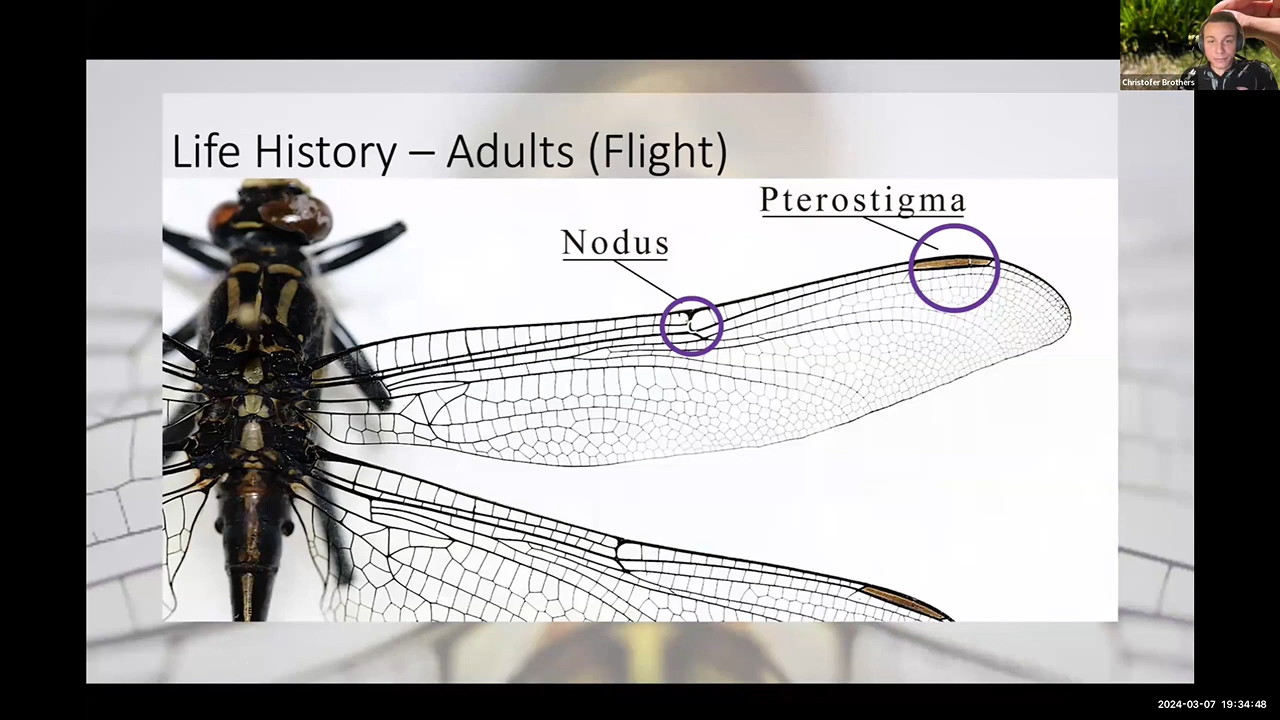 Christofer Brothers
Life History – Adults (Flight)
Pterostigma
Nodus
2024-03-07 19:34:48